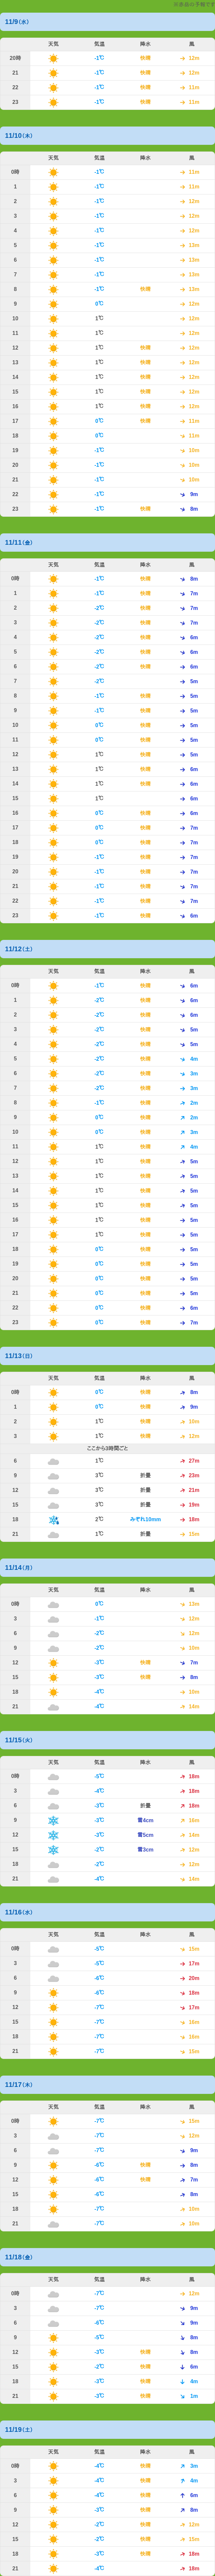 11/9(水)
天気 気温 降水 風
20時 -1℃ 快晴 12m
21 -1℃ 快晴 12m
22 -1℃ 快晴 11m
23 -1℃ 快晴 11m
11/10(木)
天気 気温 降水 風
0時 -1℃ 11m
1 -1℃ 11m
2 -1℃ 12m
3 -1℃ 12m
4 -1℃ 12m
5 -1℃ 13m
6 -1℃ 13m
7 -1℃ 13m
8 -1℃ 快晴 13m
9 0℃ 12m
10 1℃ 12m
11 1℃ 12m
12 1℃ 快晴 12m
13 1℃ 快晴 12m
14 1℃ 快晴 12m
15 1℃ 快晴 12m
16 1℃ 快晴 12m
17 0℃ 快晴 11m
18 0℃ 11m
19 -1℃ 10m
20 -1℃ 10m
21 -1℃ 10m
22 -1℃ 9m
23 -1℃ 快晴 8m
11/11(金)
天気 気温 降水 風
0時 -1℃ 快晴 8m
1 -1℃ 快晴 7m
2 -2℃ 快晴 7m
3 -2℃ 快晴 7m
4 -2℃ 快晴 6m
5 -2℃ 快晴 6m
6 -2℃ 快晴 6m
7 -2℃ 5m
8 -1℃ 快晴 5m
9 -1℃ 快晴 5m
10 0℃ 快晴 5m
11 0℃ 快晴 5m
12 1℃ 快晴 5m
13 1℃ 快晴 6m
14 1℃ 快晴 6m
15 1℃ 6m
16 0℃ 快晴 6m
17 0℃ 快晴 7m
18 0℃ 快晴 7m
19 -1℃ 快晴 7m
20 -1℃ 快晴 7m
21 -1℃ 快晴 7m
22 -1℃ 快晴 7m
23 -1℃ 快晴 6m
11/12(土)
天気 気温 降水 風
0時 -1℃ 快晴 6m
1 -2℃ 快晴 6m
2 -2℃ 快晴 6m
3 -2℃ 快晴 5m
4 -2℃ 快晴 5m
5 -2℃ 快晴 4m
6 -2℃ 快晴 3m
7 -2℃ 快晴 3m
8 -1℃ 快晴 2m
9 0℃ 快晴 2m
10 0℃ 快晴 3m
11 1℃ 快晴 4m
12 1℃ 快晴 5m
13 1℃ 快晴 5m
14 1℃ 快晴 5m
15 1℃ 快晴 5m
16 1℃ 快晴 5m
17 1℃ 快晴 5m
18 0℃ 快晴 5m
19 0℃ 快晴 5m
20 0℃ 快晴 5m
21 0℃ 快晴 5m
22 0℃ 快晴 6m
23 0℃ 快晴 7m
11/13(日)
天気 気温 降水 風
0時 0℃ 快晴 8m
1 0℃ 快晴 9m
2 1℃ 快晴 10m
3 1℃ 快晴 12m
ここから3時間ごと
6 1℃ 27m
9 3℃ 折畳 23m
12 3℃ 折畳 21m
15 3℃ 折畳 19m
18 2℃ みぞれ10mm 18m
21 1℃ 折畳 15m
11/14(月)
天気 気温 降水 風
0時 0℃ 13m
3 -1℃ 12m
6 -2℃ 12m
9 -2℃ 10m
12 -3℃ 快晴 7m
15 -3℃ 快晴 8m
18 -4℃ 10m
21 -4℃ 14m
11/15(火)
天気 気温 降水 風
0時 -5℃ 18m
3 -4℃ 18m
6 -3℃ 折畳 18m
9 -3℃ 雪4cm 16m
12 -3℃ 雪5cm 14m
15 -2℃ 雪3cm 12m
18 -2℃ 12m
21 -4℃ 14m
11/16(水)
天気 気温 降水 風
0時 -5℃ 15m
3 -5℃ 17m
6 -6℃ 20m
9 -6℃ 18m
12 -7℃ 17m
15 -7℃ 16m
18 -7℃ 16m
21 -7℃ 15m
11/17(木)
天気 気温 降水 風
0時 -7℃ 15m
3 -7℃ 12m
6 -7℃ 9m
9 -6℃ 快晴 8m
12 -6℃ 快晴 7m
15 -6℃ 8m
18 -7℃ 10m
21 -7℃ 10m
11/18(金)
天気 気温 降水 風
0時 -7℃ 12m
3 -7℃ 9m
6 -6℃ 9m
9 -5℃ 8m
12 -3℃ 快晴 8m
15 -2℃ 快晴 6m
18 -3℃ 快晴 4m
21 -3℃ 快晴 1m
11/19(土)
天気 気温 降水 風
0時 -4℃ 快晴 3m
3 -4℃ 快晴 4m
6 -4℃ 快晴 6m
9 -3℃ 快晴 8m
12 -2℃ 快晴 12m
15 -2℃ 快晴 15m
18 -3℃ 快晴 18m
21 -4℃ 18m